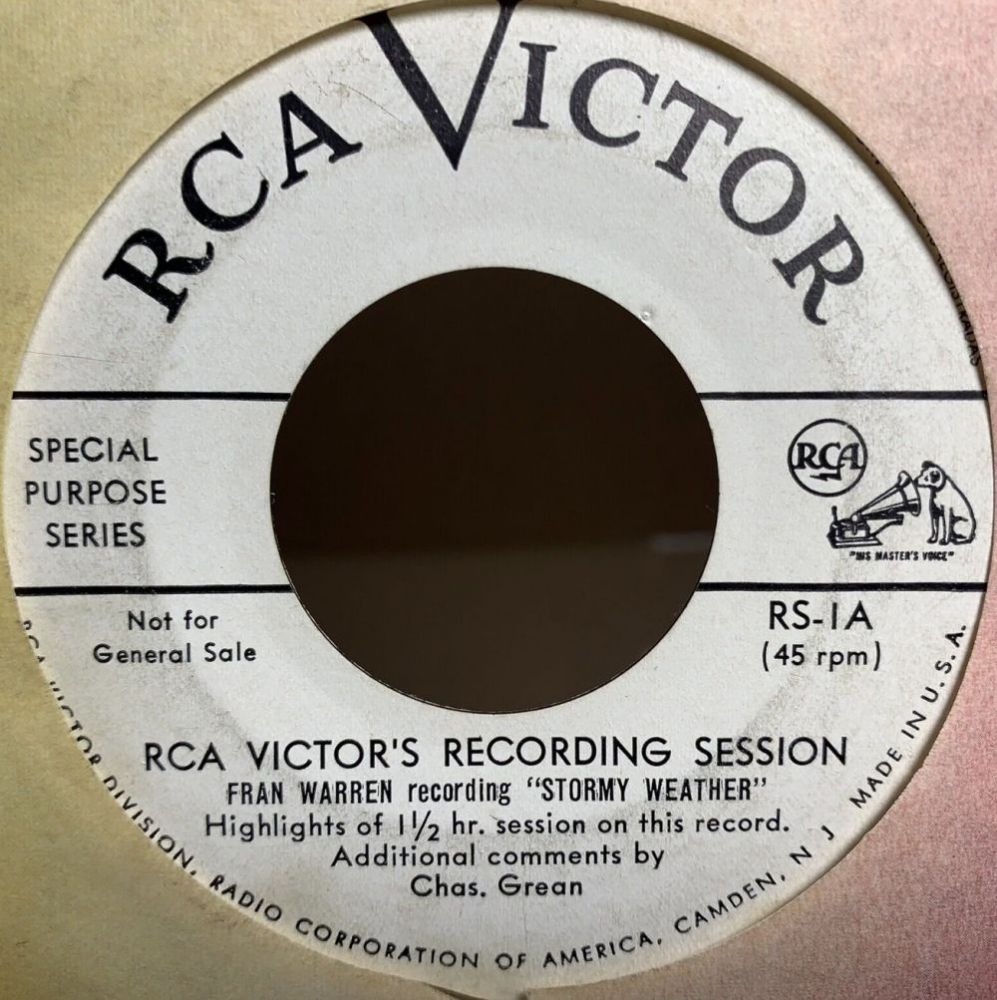 RCA VICTOR
SPECIAL
PURPOSE
SERIES
RCA
"HIS MASTER'S VOICE"
Not for
General Sale
RS-1A
(45 rpm)
RCA VICTOR'S RECORDING SESSION
FRAN WARREN recording "STORMY WEATHER"
Highlights of 1 1/2 hr. session on this record.
Additional comments by
Chas. Grean
RCA VICTOR DIVISION, RADIO CORPORATION OF AMERICA, CAMDEN, N J MADE IN U.S.A.